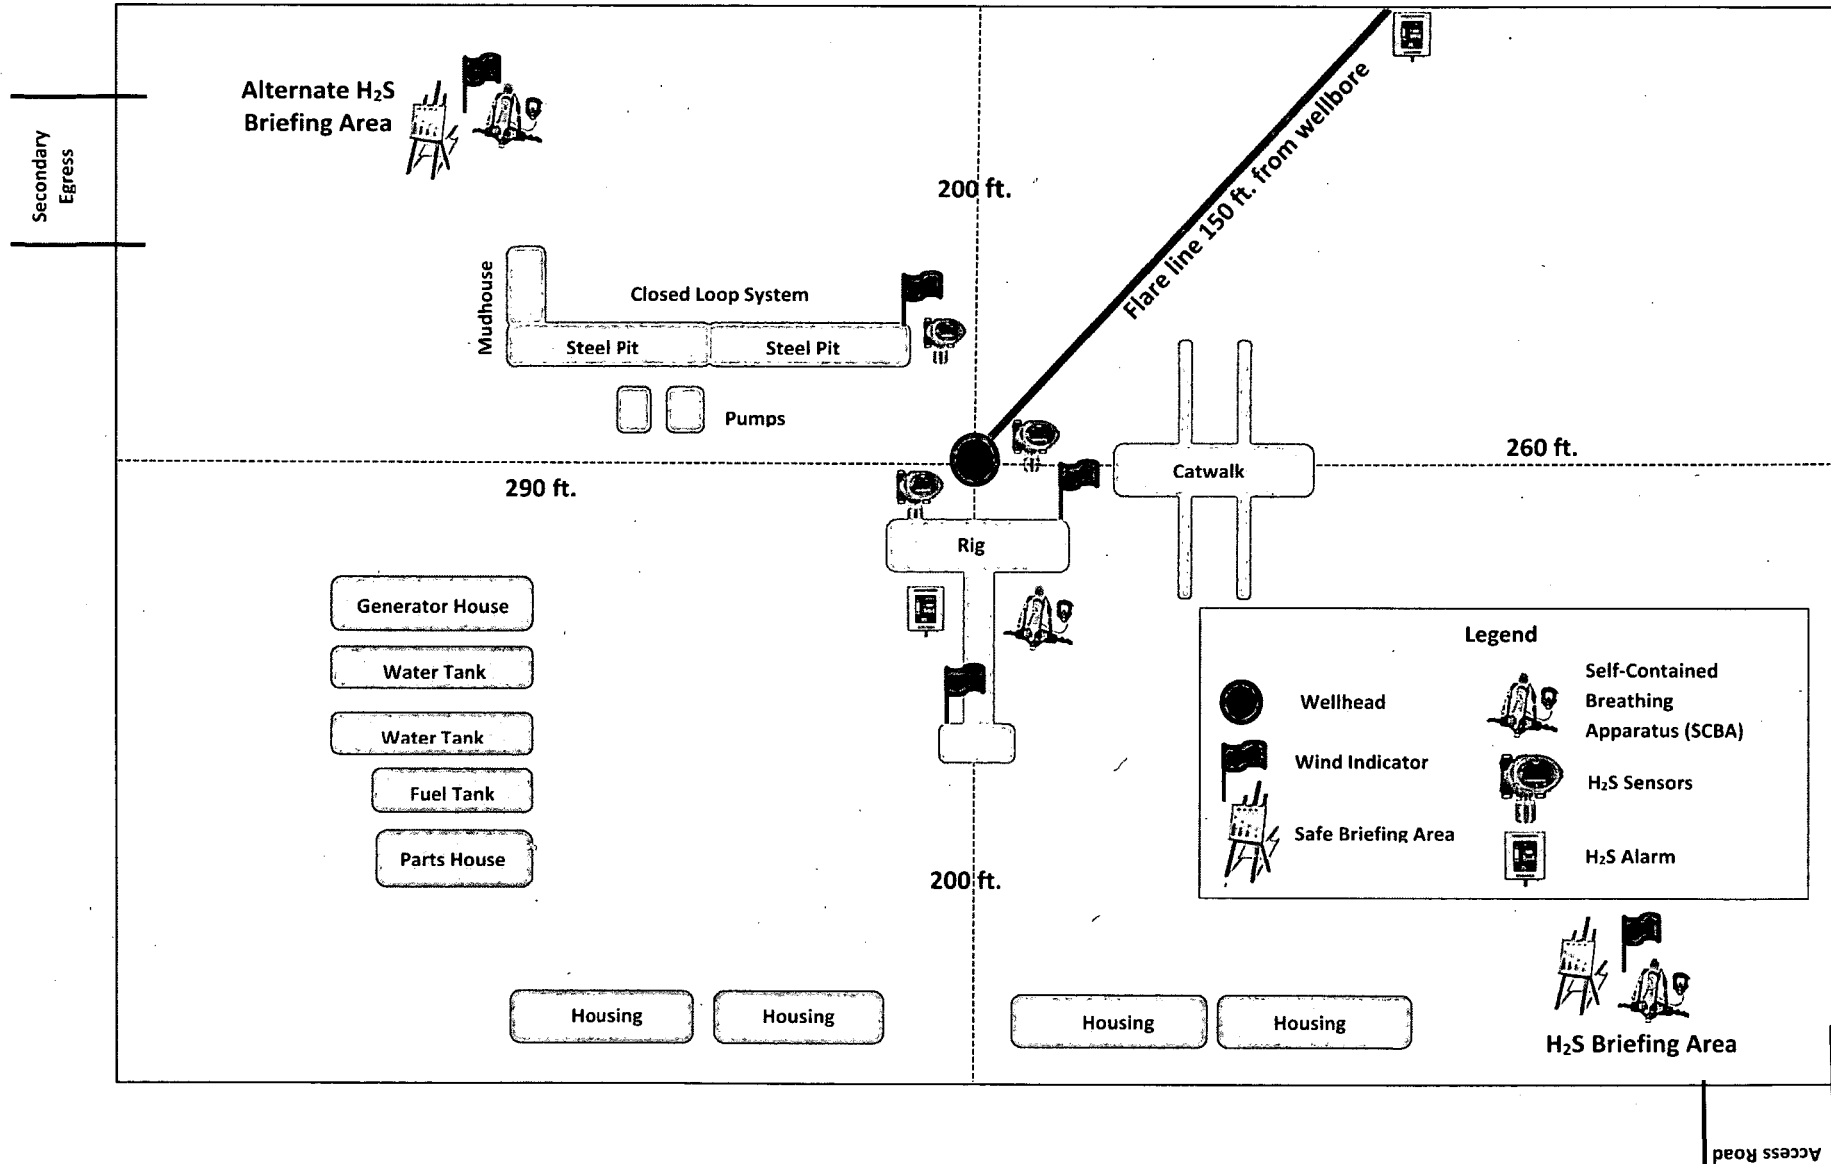 Alternate H₂S
Briefing Area
Secondary
Egress
200 ft.
Flare line 150 ft. from wellbore
Mudhouse
Closed Loop System
Steel Pit
Steel Pit
Pumps
290 ft.
260 ft.
Catwalk
Rig
Generator House
Water Tank
Water Tank
Fuel Tank
Parts House
200 ft.
Legend
Wellhead
Wind Indicator
Safe Briefing Area
Self-Contained
Breathing
Apparatus (SCBA)
H₂S Sensors
H₂S Alarm
Housing
Housing
Housing
Housing
H₂S Briefing Area
Access Road